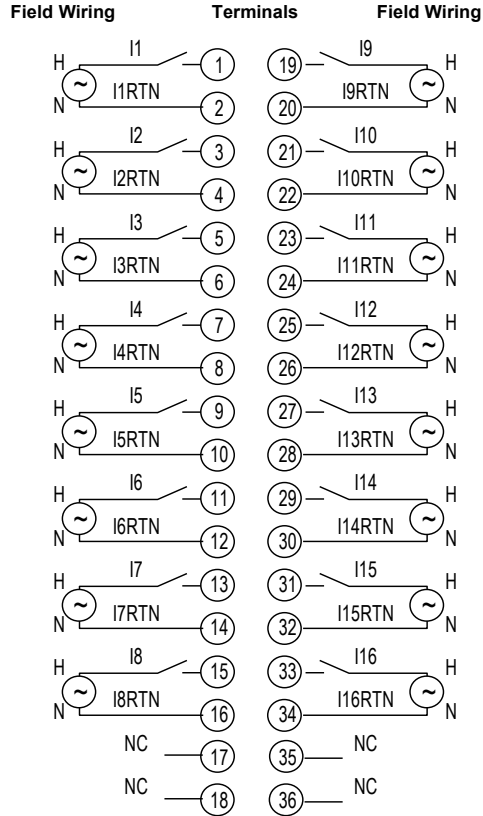 Field Wiring Terminals Field Wiring
I1 I9
H 1 19 H
~ I1RTN I9RTN ~
N 2 20 N
I2 I10
H 3 21 H
~ I2RTN I10RTN ~
N 4 22 N
I3 I11
H 5 23 H
~ I3RTN I11RTN ~
N 6 24 N
I4 I12
H 7 25 H
~ I4RTN I12RTN ~
N 8 26 N
I5 I13
H 9 27 H
~ I5RTN I13RTN ~
N 10 28 N
I6 I14
H 11 29 H
~ I6RTN I14RTN ~
N 12 30 N
I7 I15
H 13 31 H
~ I7RTN I15RTN ~
N 14 32 N
I8 I16
H 15 33 H
~ I8RTN I16RTN ~
N 16 34 N
NC 17 35 NC
NC 18 36 NC